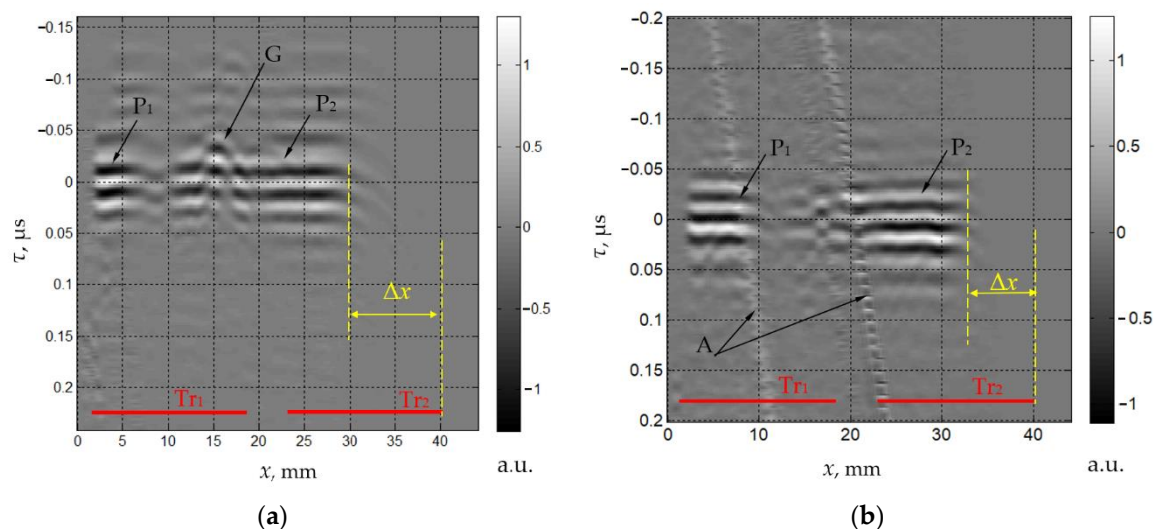 −0.15
−0.1
−0.05
0
0.05
0.1
0.15
0.2
τ, μs
P1
G
P2
Δx
Tr1
Tr2
0 5 10 15 20 25 30 35 40
x, mm
1
0.5
0
−0.5
−1
a.u.
(a)
−0.2
−0.15
−0.1
−0.05
0
0.05
0.1
0.15
0.2
τ, μs
P1
P2
Δx
A
Tr1
Tr2
0 10 20 30 40
x, mm
1
0.5
0
−0.5
−1
a.u.
(b)